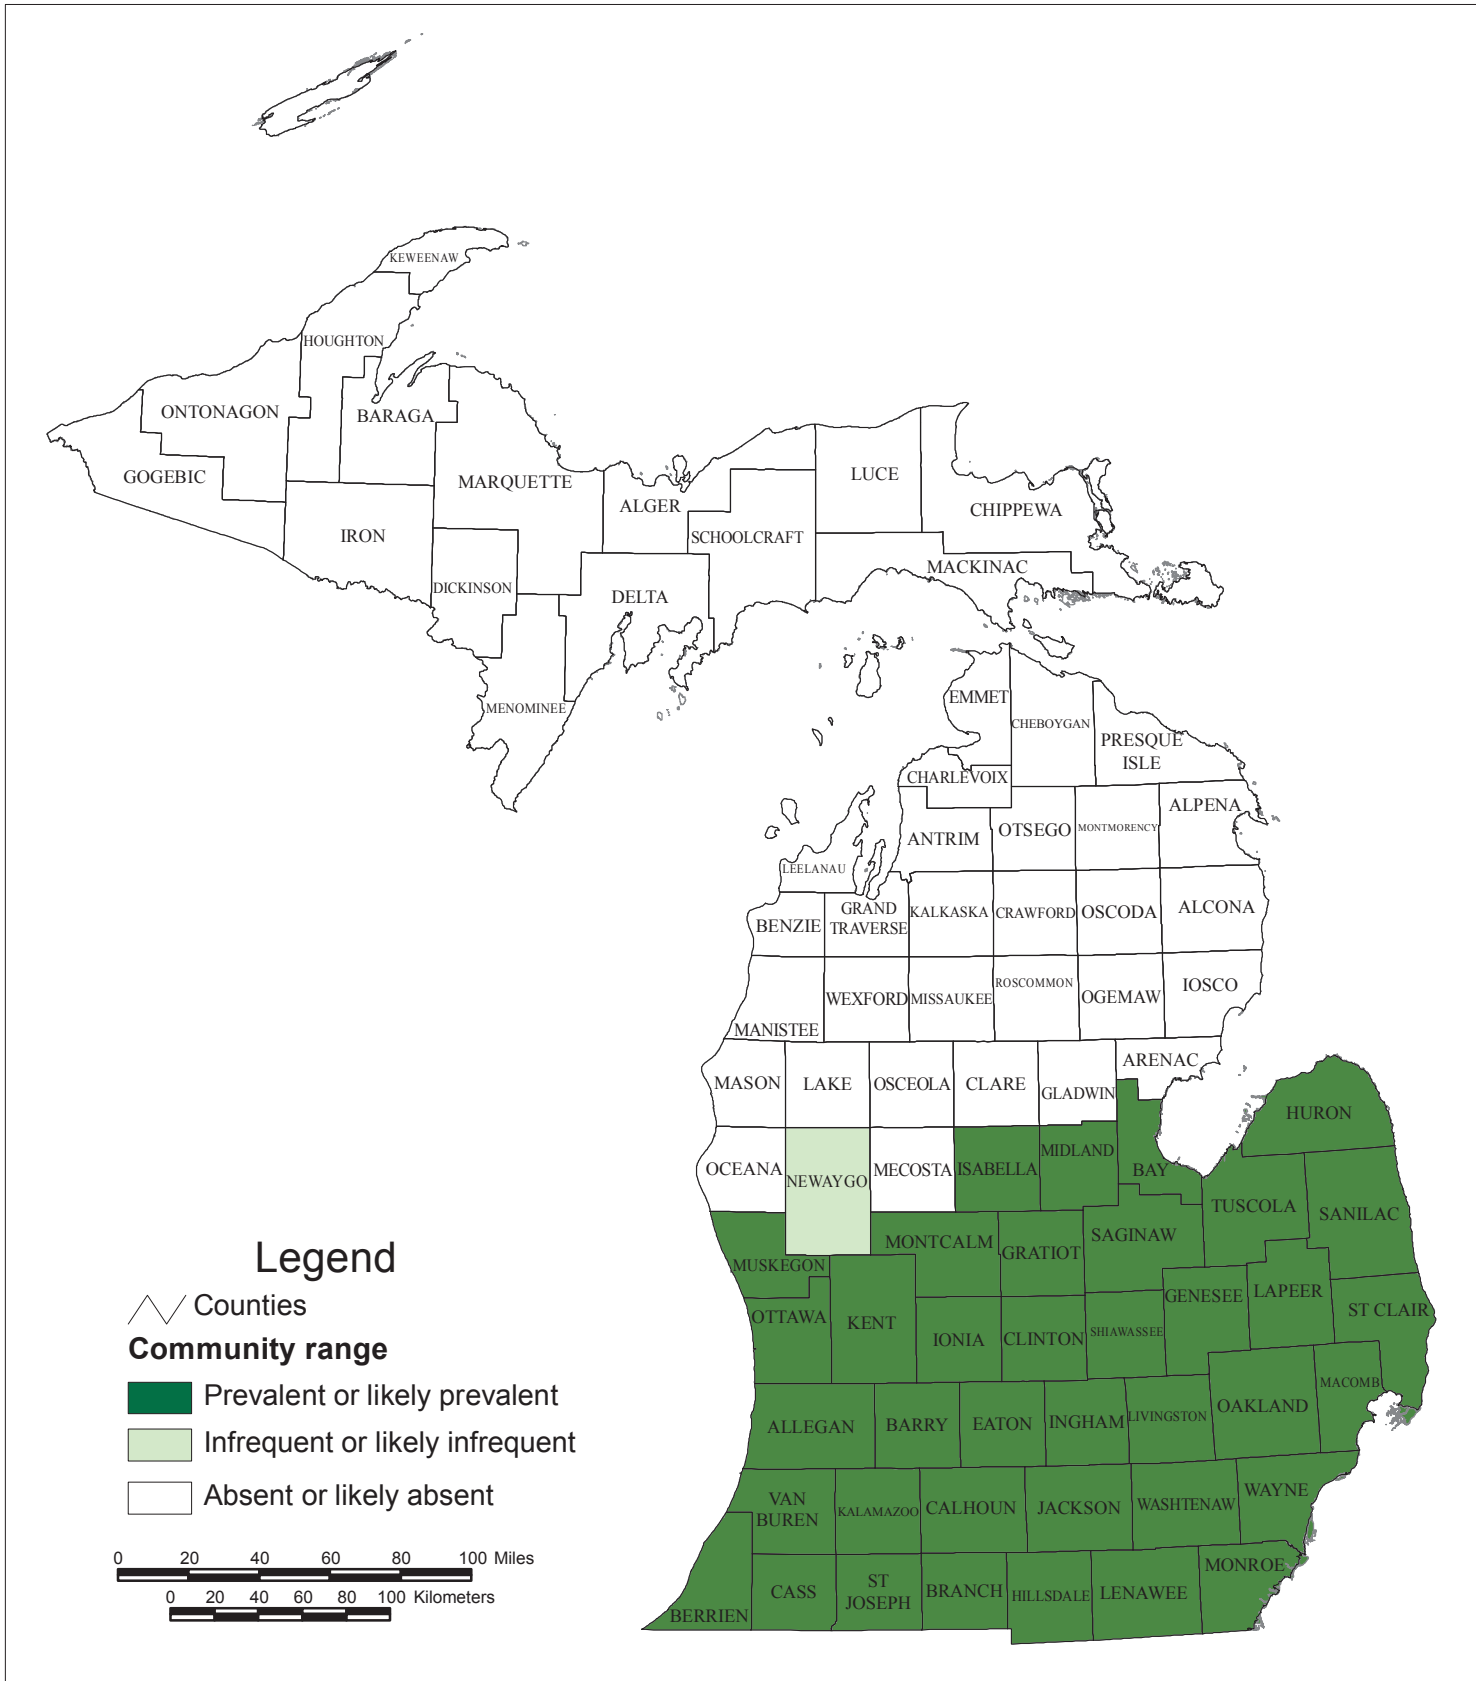 KEWEENAW
HOUGHTON
ONTONAGON
BARAGA
GOGEBIC
MARQUETTE
LUCE
ALGER
CHIPPEWA
IRON
SCHOOLCRAFT
MACKINAC
DICKINSON
DELTA
MENOMINEE
EMMET
CHEBOYGAN
PRESQUE
ISLE
CHARLEVOIX
ALPENA
ANTRIM
OTSEGO
MONTMORENCY
LEELANAU
BENZIE
GRAND
TRAVERSE
KALKASKA
CRAWFORD
OSCODA
ALCONA
MANISTEE
WEXFORD
MISSAUKEE
ROSCOMMON
OGEMAW
IOSCO
MASON
LAKE
OSCEOLA
CLARE
GLADWIN
ARENAC
HURON
OCEANA
NEWAYGO
MECOSTA
ISABELLA
MIDLAND
BAY
TUSCOLA
SANILAC
MUSKEGON
MONTCALM
GRATIOT
SAGINAW
GENESEE
LAPEER
ST CLAIR
OTTAWA
KENT
IONIA
CLINTON
SHIAWASSEE
MACOMB
ALLEGAN
BARRY
EATON
INGHAM
LIVINGSTON
OAKLAND
VAN
BUREN
KALAMAZOO
CALHOUN
JACKSON
WASHTENAW
WAYNE
BERRIEN
CASS
ST
JOSEPH
BRANCH
HILLSDALE
LENAWEE
MONROE
Legend
Counties
Community range
Prevalent or likely prevalent
Infrequent or likely infrequent
Absent or likely absent
0 20 40 60 80 100 Miles
0 20 40 60 80 100 Kilometers